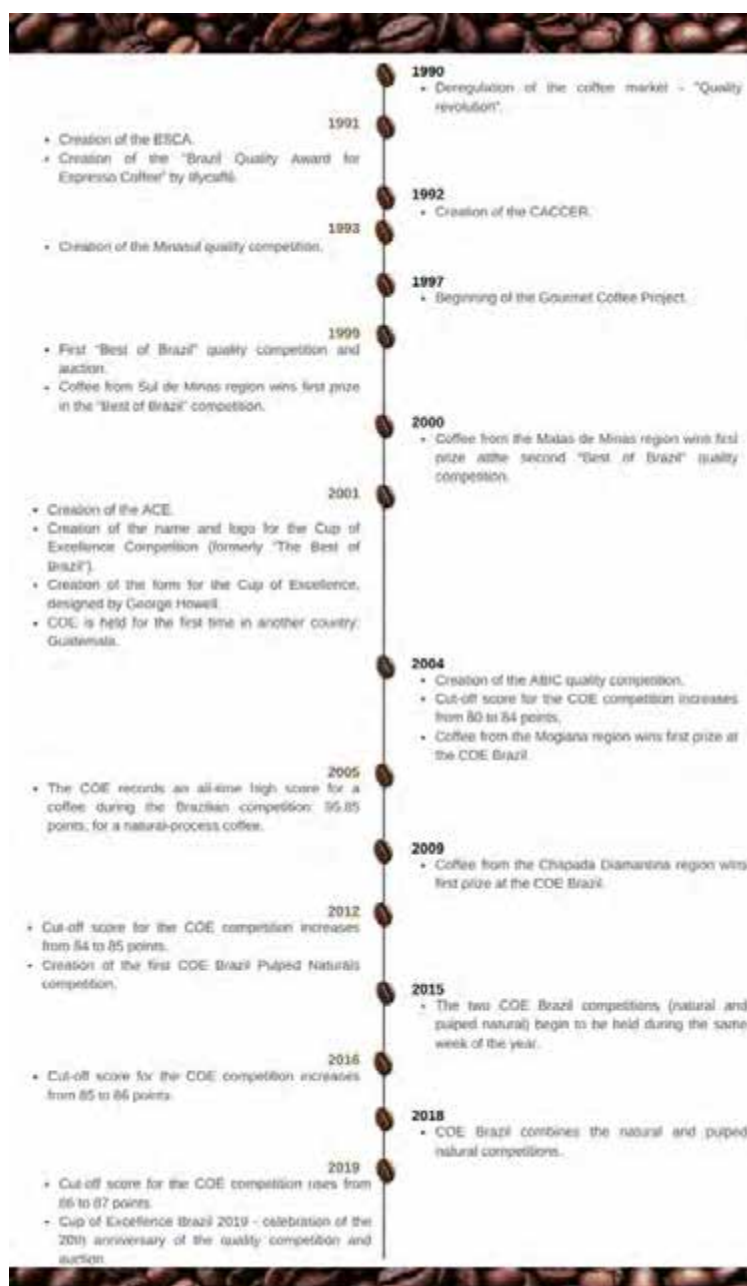 1990
• Deregulation of the coffee market - "Quality
revolution".
1991
• Creation of the BSCA.
• Creation of the "Brazil Quality Award for
Espresso Coffee" by illycaffè.
1992
• Creation of the CACCER.
1993
• Creation of the Minasul quality competition.
1997
• Beginning of the Gourmet Coffee Project.
1999
• First "Best of Brazil" quality competition and
auction.
• Coffee from Sul de Minas region wins first prize
in the "Best of Brazil" competition.
2000
• Coffee from the Matas de Minas region wins first
prize atthe second "Best of Brazil" quality
competition.
2001
• Creation of the ACE.
• Creation of the name and logo for the Cup of
Excellence Competition (formerly "The Best of
Brazil").
• Creation of the form for the Cup of Excellence,
designed by George Howell.
• COE is held for the first time in another country:
Guatemala.
2004
• Creation of the ABIC quality competition.
• Cut-off score for the COE competition increases
from 80 to 84 points.
• Coffee from the Mogiana region wins first prize at
the COE Brazil.
2005
• The COE records an all-time high score for a
coffee during the Brazilian competition: 95.85
points, for a natural-process coffee.
2009
• Coffee from the Chapada Diamantina region wins
first prize at the COE Brazil.
2012
• Cut-off score for the COE competition increases
from 84 to 85 points.
• Creation of the first COE Brazil Pulped Naturals
competition.
2015
• The two COE Brazil competitions (natural and
pulped natural) begin to be held during the same
week of the year.
2016
• Cut-off score for the COE competition increases
from 85 to 86 points.
2018
• COE Brazil combines the natural and pulped
natural competitions.
2019
• Cut-off score for the COE competition rises from
86 to 87 points.
• Cup of Excellence Brazil 2019 - celebration of the
20th anniversary of the quality competition and
auction.